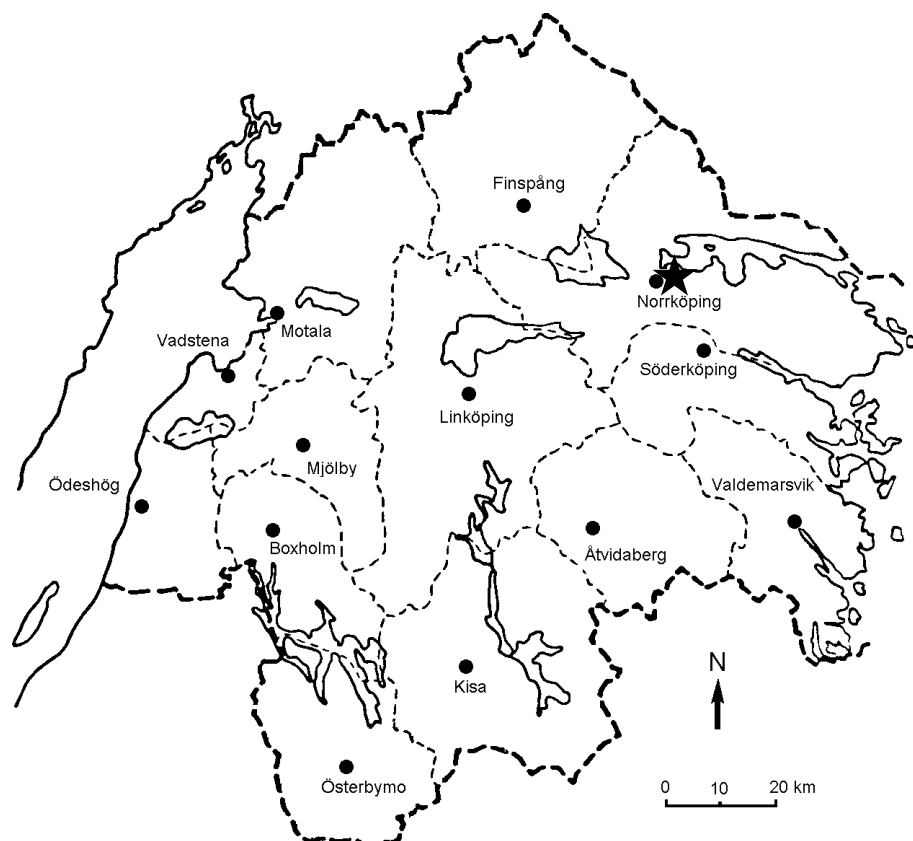 Finspång
Norrköping
Motala
Vadstena
Söderköping
Linköping
Mjölby
Ödeshög
Valdemarsvik
Boxholm
Åtvidaberg
N
Kisa
Österbymo
0 10 20 km